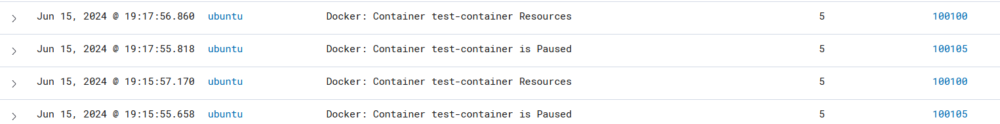 Jun 15, 2024 @ 19:17:56.860 ubuntu Docker: Container test-container Resources 5 100100
Jun 15, 2024 @ 19:17:55.818 ubuntu Docker: Container test-container is Paused 5 100105
Jun 15, 2024 @ 19:15:57.170 ubuntu Docker: Container test-container Resources 5 100100
Jun 15, 2024 @ 19:15:55.658 ubuntu Docker: Container test-container is Paused 5 100105